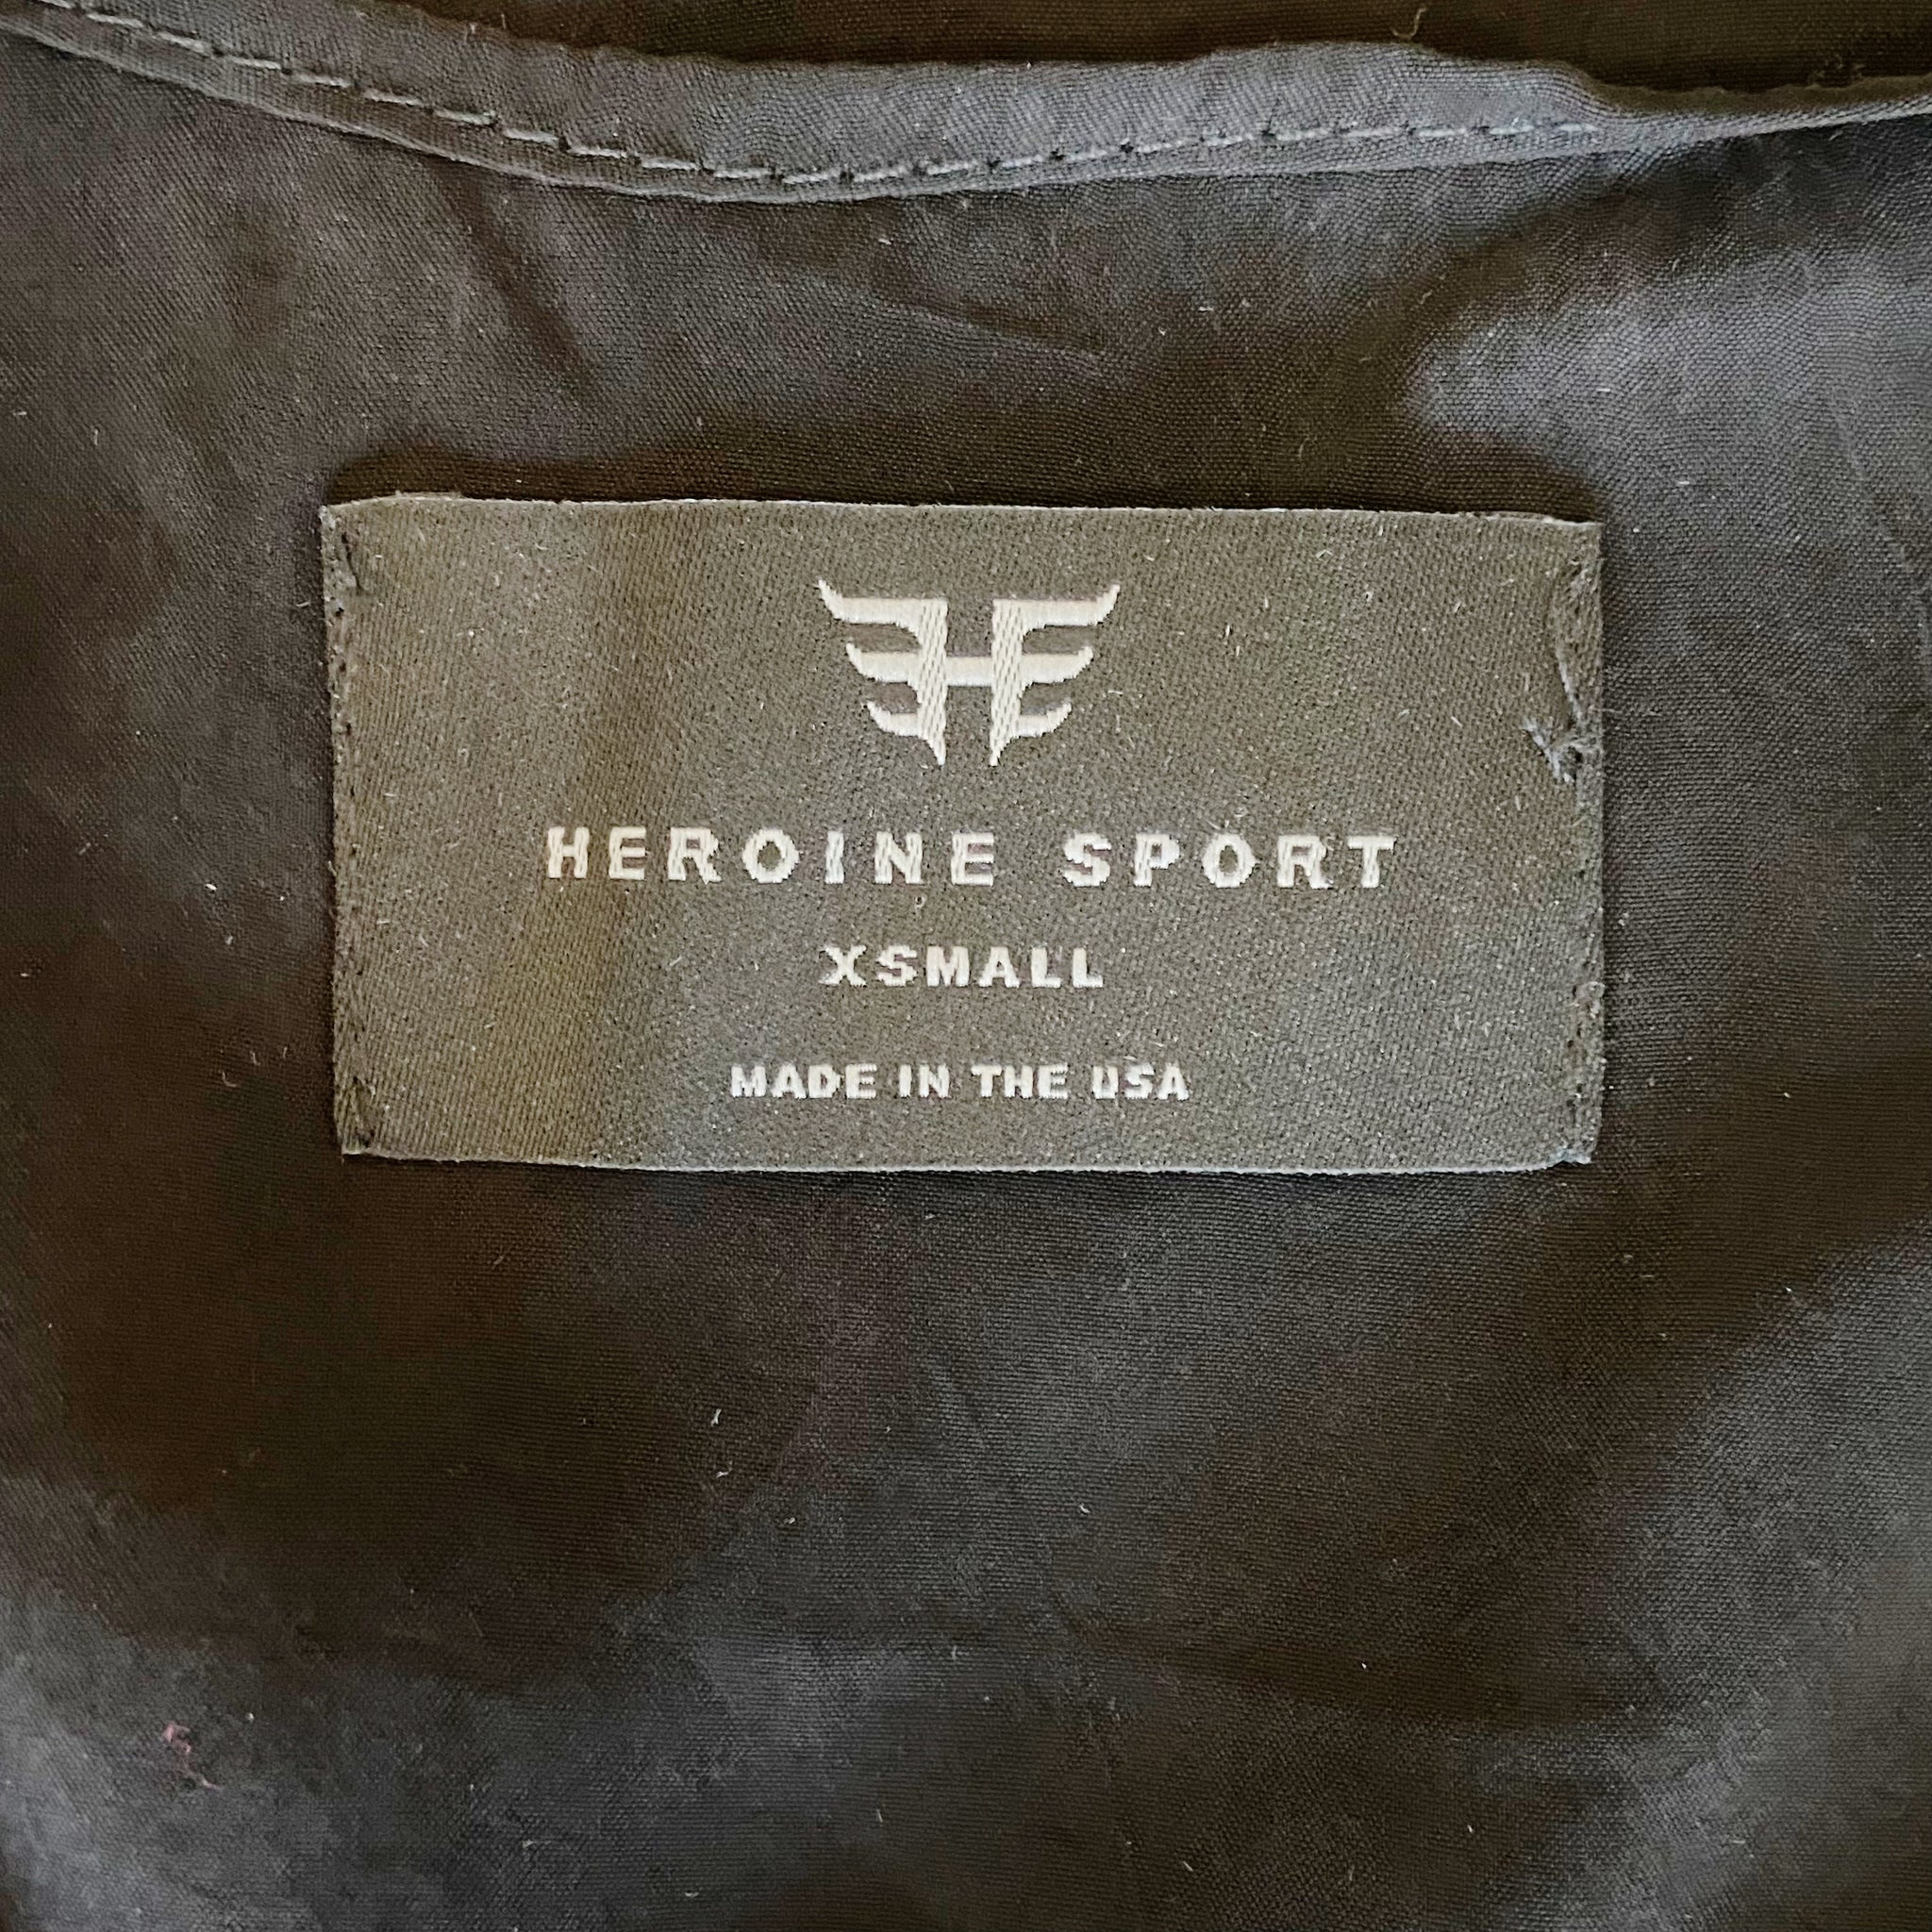 HEROINE SPORT
XSMALL
MADE IN THE USA